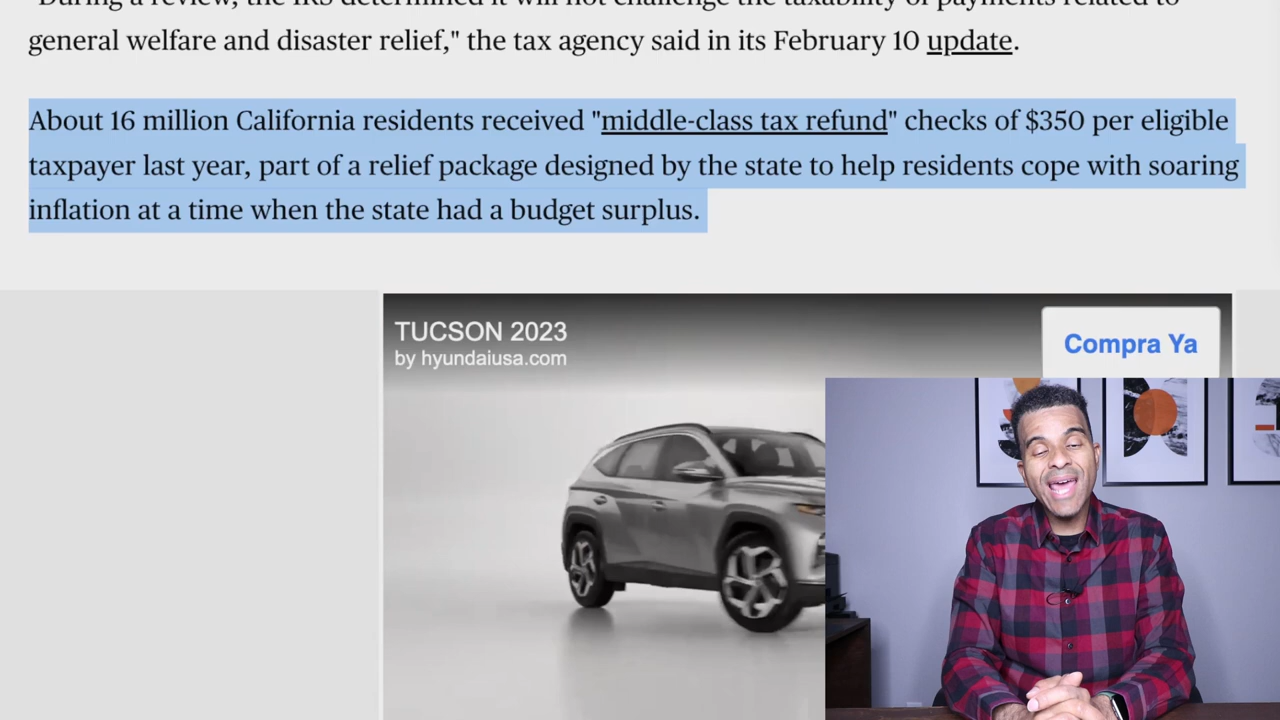 "During a review, the IRS determined it will not challenge the taxability of payments related to
general welfare and disaster relief," the tax agency said in its February 10 update.
About 16 million California residents received "middle-class tax refund" checks of $350 per eligible
taxpayer last year, part of a relief package designed by the state to help residents cope with soaring
inflation at a time when the state had a budget surplus.
TUCSON 2023
by hyundaiusa.com
Compra Ya